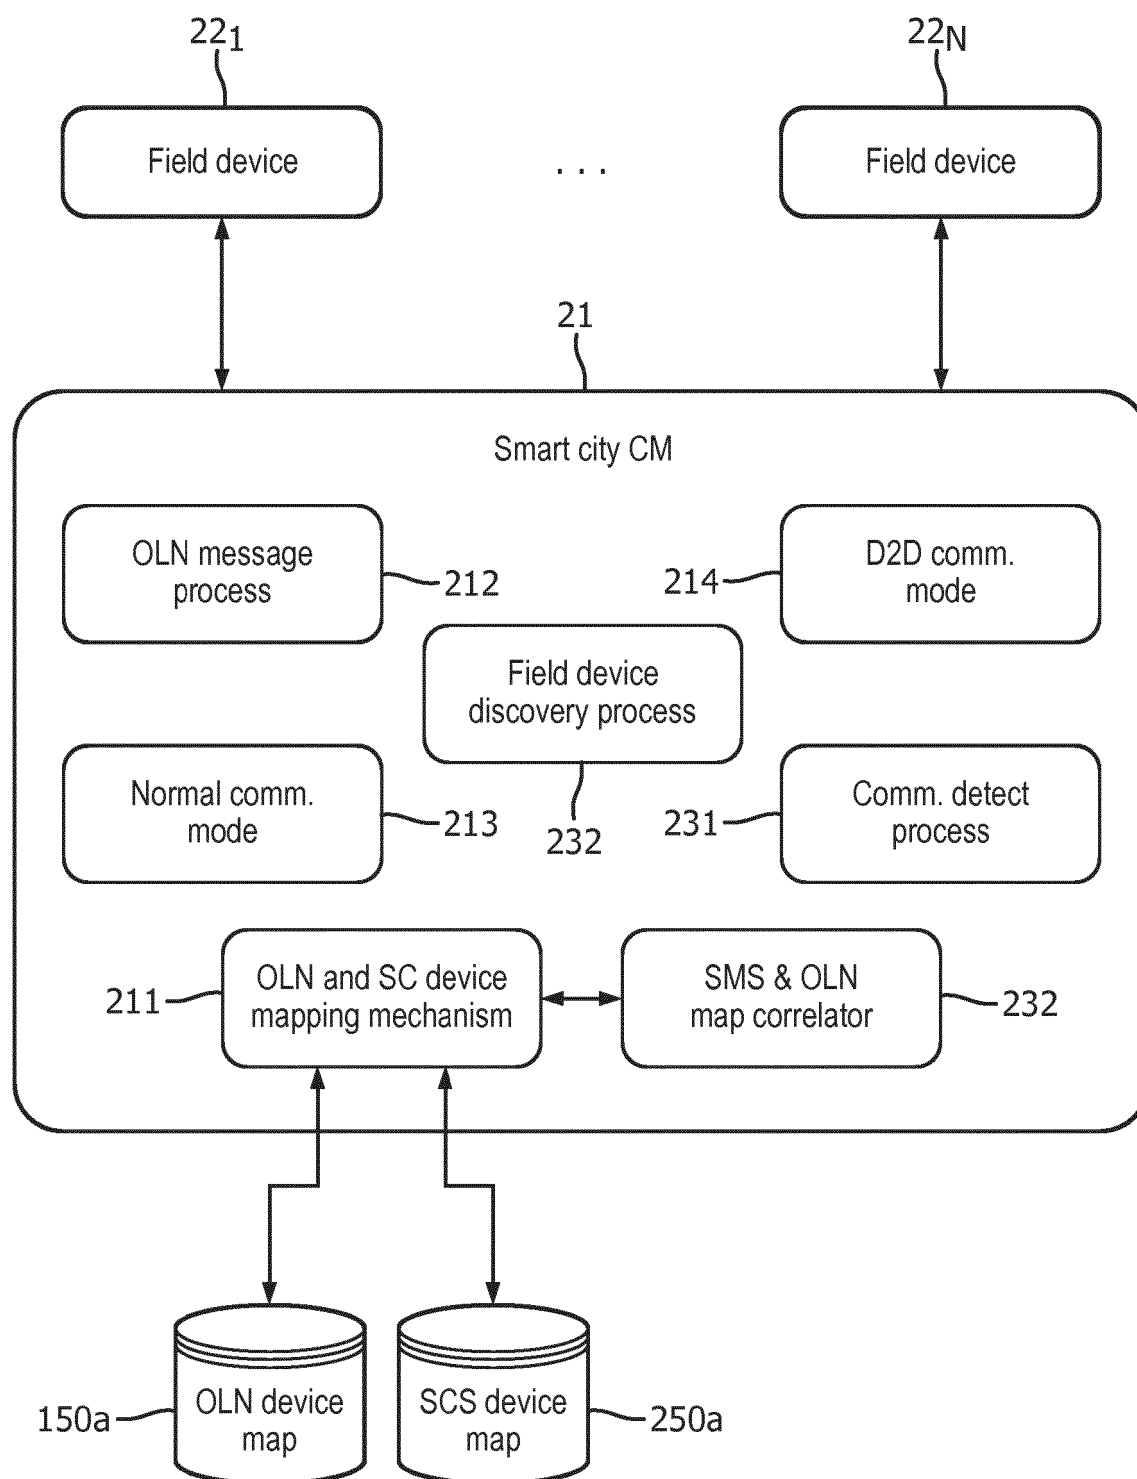 22₁
22N
Field device
. . .
Field device
21
Smart city CM
OLN message
process
212
214
D2D comm.
mode
Field device
discovery process
232
Normal comm.
mode
213
231
Comm. detect
process
211
OLN and SC device
mapping mechanism
SMS & OLN
map correlator
232
150a
OLN device
map
SCS device
map
250a